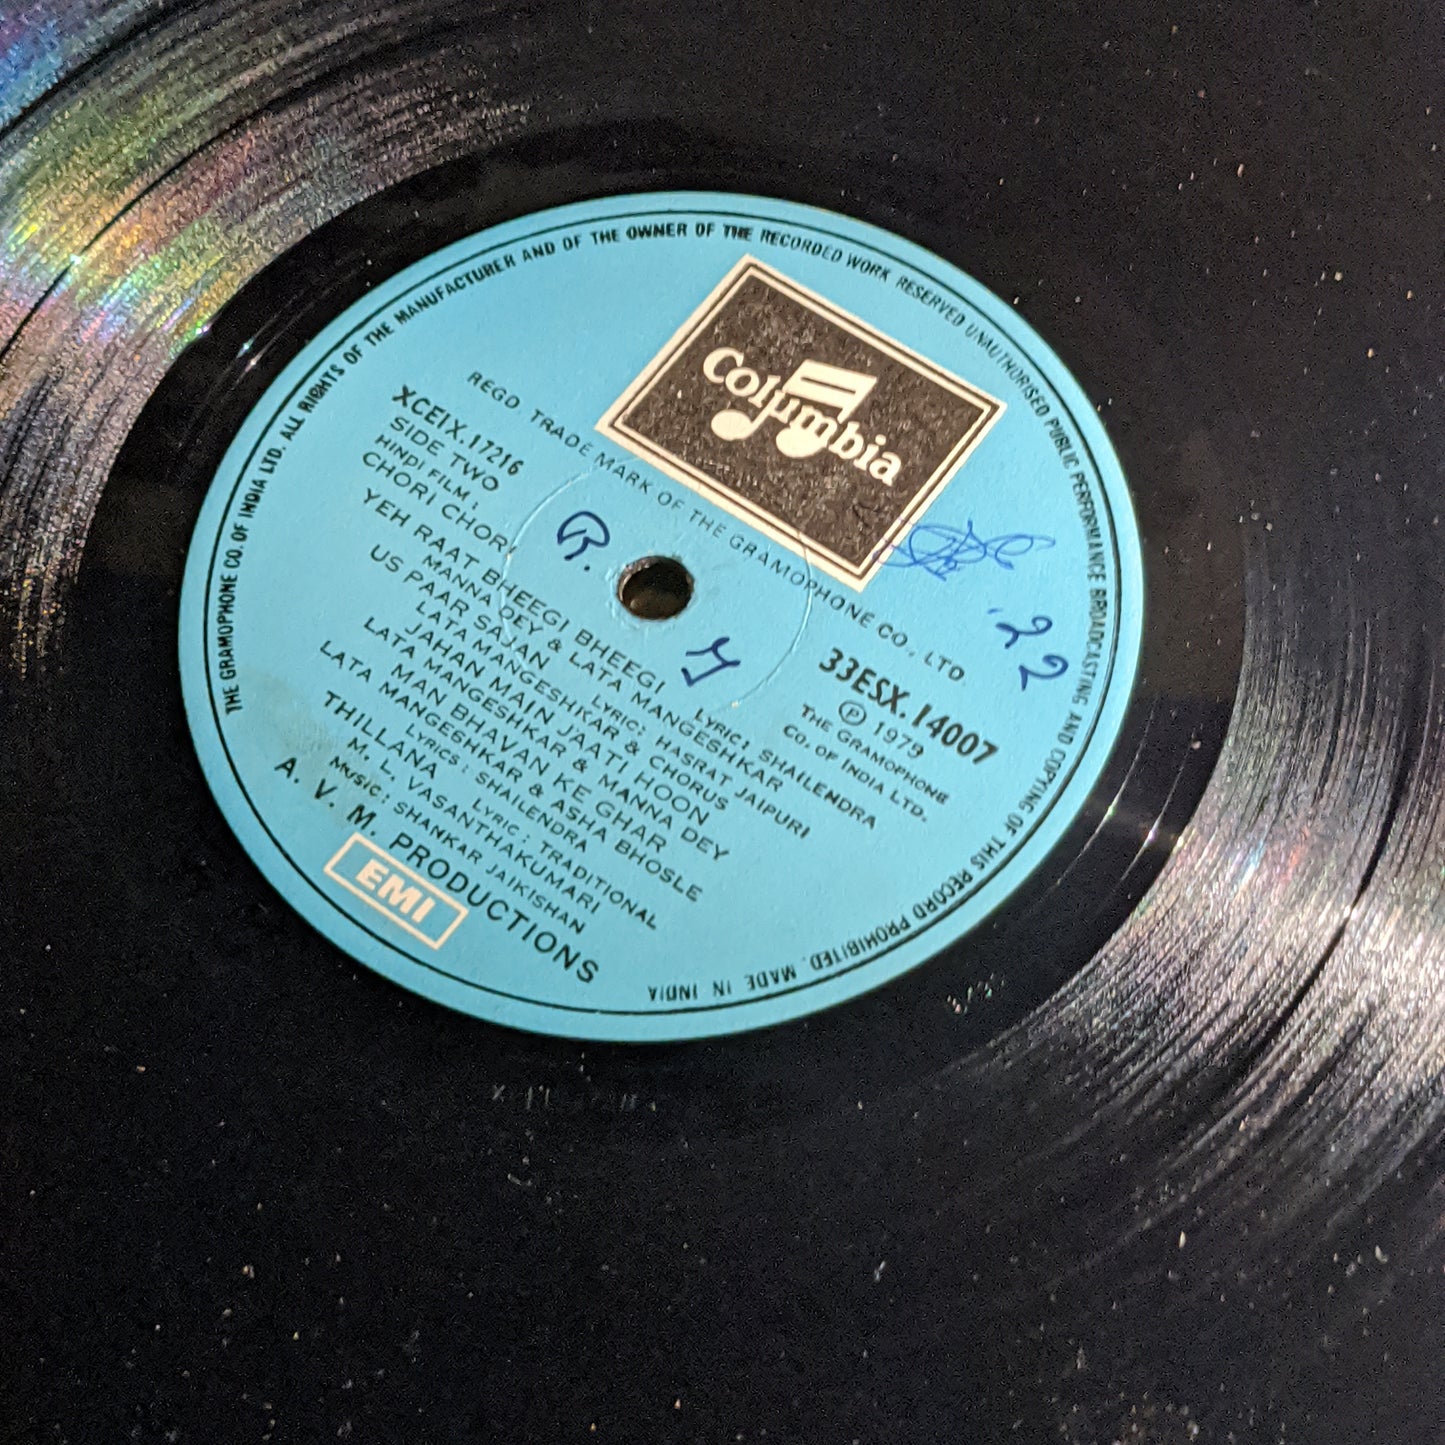 THE GRAMOPHONE CO. OF INDIA LTD. ALL RIGHTS OF THE MANUFACTURER AND OF THE OWNER OF THE RECORDED WORK RESERVED UNAUTHORISED PUBLIC PERFORMANCE BROADCASTING AND COPYING OF THIS RECORD PROHIBITED. MADE IN INDIA
Columbia
REGD. TRADE MARK OF THE GRAMOPHONE CO., LTD
XCEIX.17216
SIDE TWO
HINDI FILM:
CHORI CHORI
33ESX.14007
℗ 1979
THE GRAMOPHONE
CO. OF INDIA LTD.
22
YEH RAAT BHEEGI BHEEGI LYRIC: SHAILENDRA
MANNA DEY & LATA MANGESHKAR
US PAAR SAJAN LYRIC: HASRAT JAIPURI
LATA MANGESHKAR & CHORUS
JAHAN MAIN JAATI HOON
LATA MANGESHKAR & MANNA DEY
MAN BHAVAN KE GHAR
LATA MANGESHKAR & ASHA BHOSLE
LYRICS: SHAILENDRA
THILLANA LYRIC: TRADITIONAL
M. L. VASANTHAKUMARI
MUSIC: SHANKAR JAIKISHAN
A. V. M. PRODUCTIONS
EMI